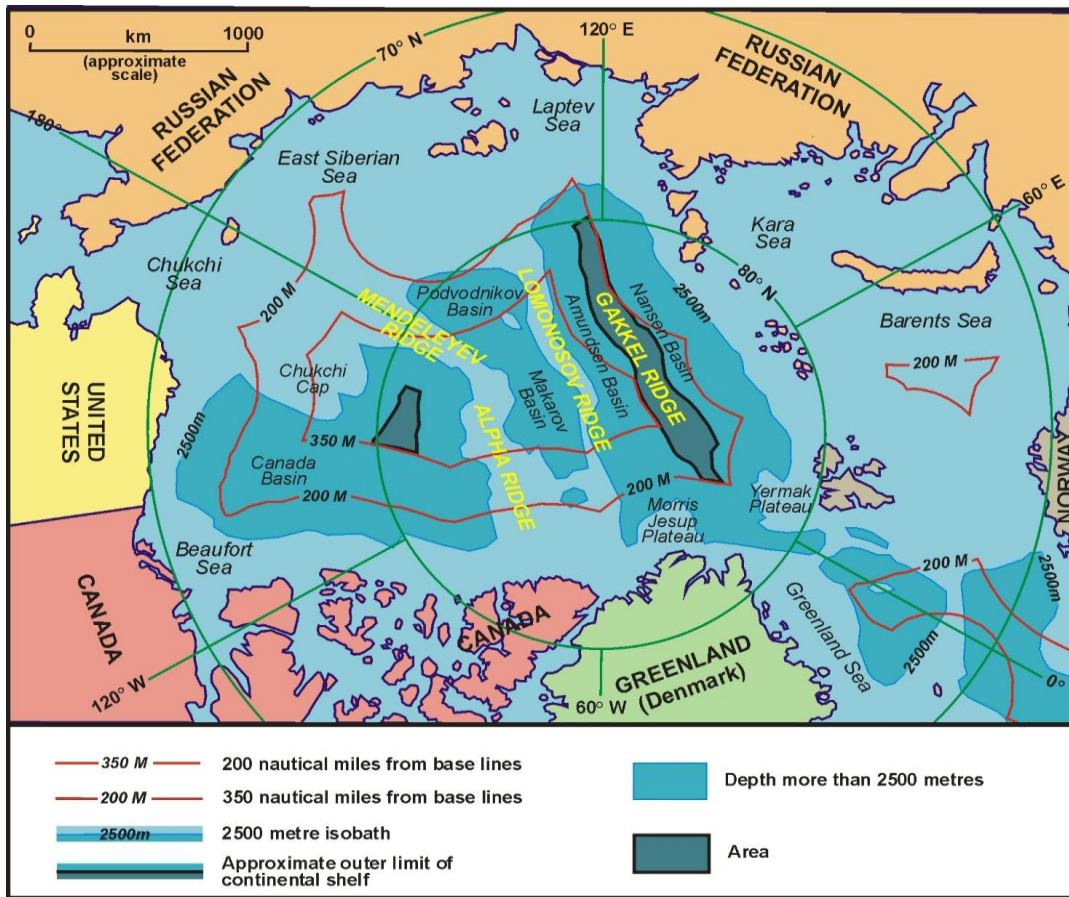 0 km 1000
(approximate
scale)
120° E
70° N
RUSSIAN
FEDERATION
RUSSIAN
FEDERATION
180°
Laptev
Sea
East Siberian
Sea
60° E
Kara
Sea
80° N
Chukchi
Sea
200 M
Podvodnikov
Basin
MENDELEYEV
RIDGE
LOMONOSOV RIDGE
Amundsen Basin
GAKKEL RIDGE
Nansen Basin
2500m
Barents Sea
200 M
UNITED
STATES
Chukchi
Cap
Makarov
Basin
ALPHA RIDGE
2500m
350 M
Canada
Basin
200 M
200 M
Morris
Jesup
Plateau
Yermak
Plateau
NORWAY
Beaufort
Sea
CANADA
CANADA
GREENLAND
(Denmark)
Greenland Sea
200 M
2500m
2500m
120° W
60° W
0°
350 M 200 nautical miles from base lines
200 M 350 nautical miles from base lines
2500m 2500 metre isobath
Approximate outer limit of
continental shelf
Depth more than 2500 metres
Area